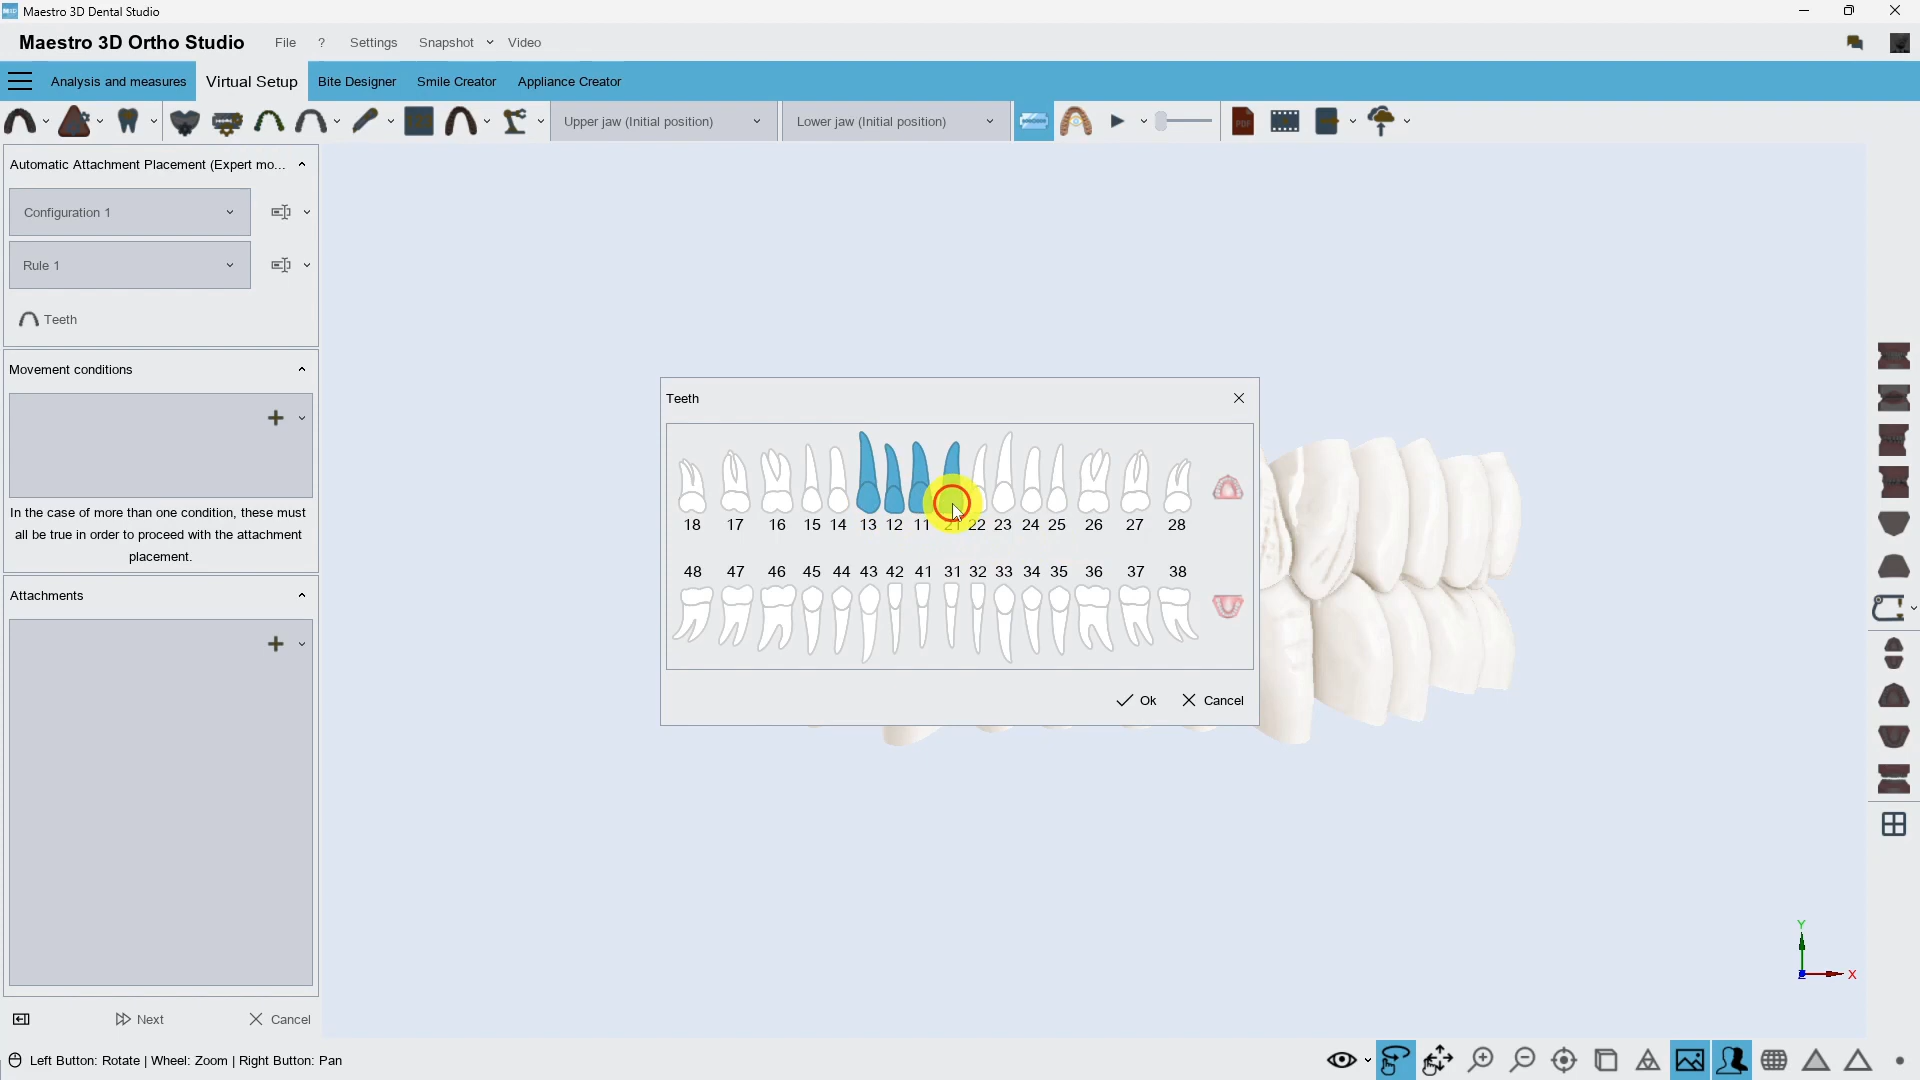 Maestro 3D Dental Studio
Maestro 3D Ortho Studio File ? Settings Snapshot Video
Analysis and measures Virtual Setup Bite Designer Smile Creator Appliance Creator
Upper jaw (Initial position) Lower jaw (Initial position) PDF
Automatic Attachment Placement (Expert mo...
Configuration 1
Rule 1
Teeth
Movement conditions
In the case of more than one condition, these must
all be true in order to proceed with the attachment
placement.
Attachments
Next Cancel
Teeth
18 17 16 15 14 13 12 11 21 22 23 24 25 26 27 28
48 47 46 45 44 43 42 41 31 32 33 34 35 36 37 38
Ok Cancel
Y
X
Left Button: Rotate | Wheel: Zoom | Right Button: Pan